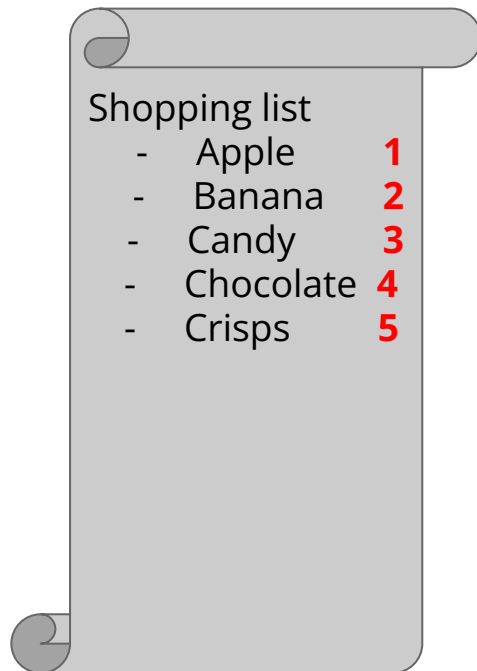 Shopping list
- Apple 1
- Banana 2
- Candy 3
- Chocolate 4
- Crisps 5